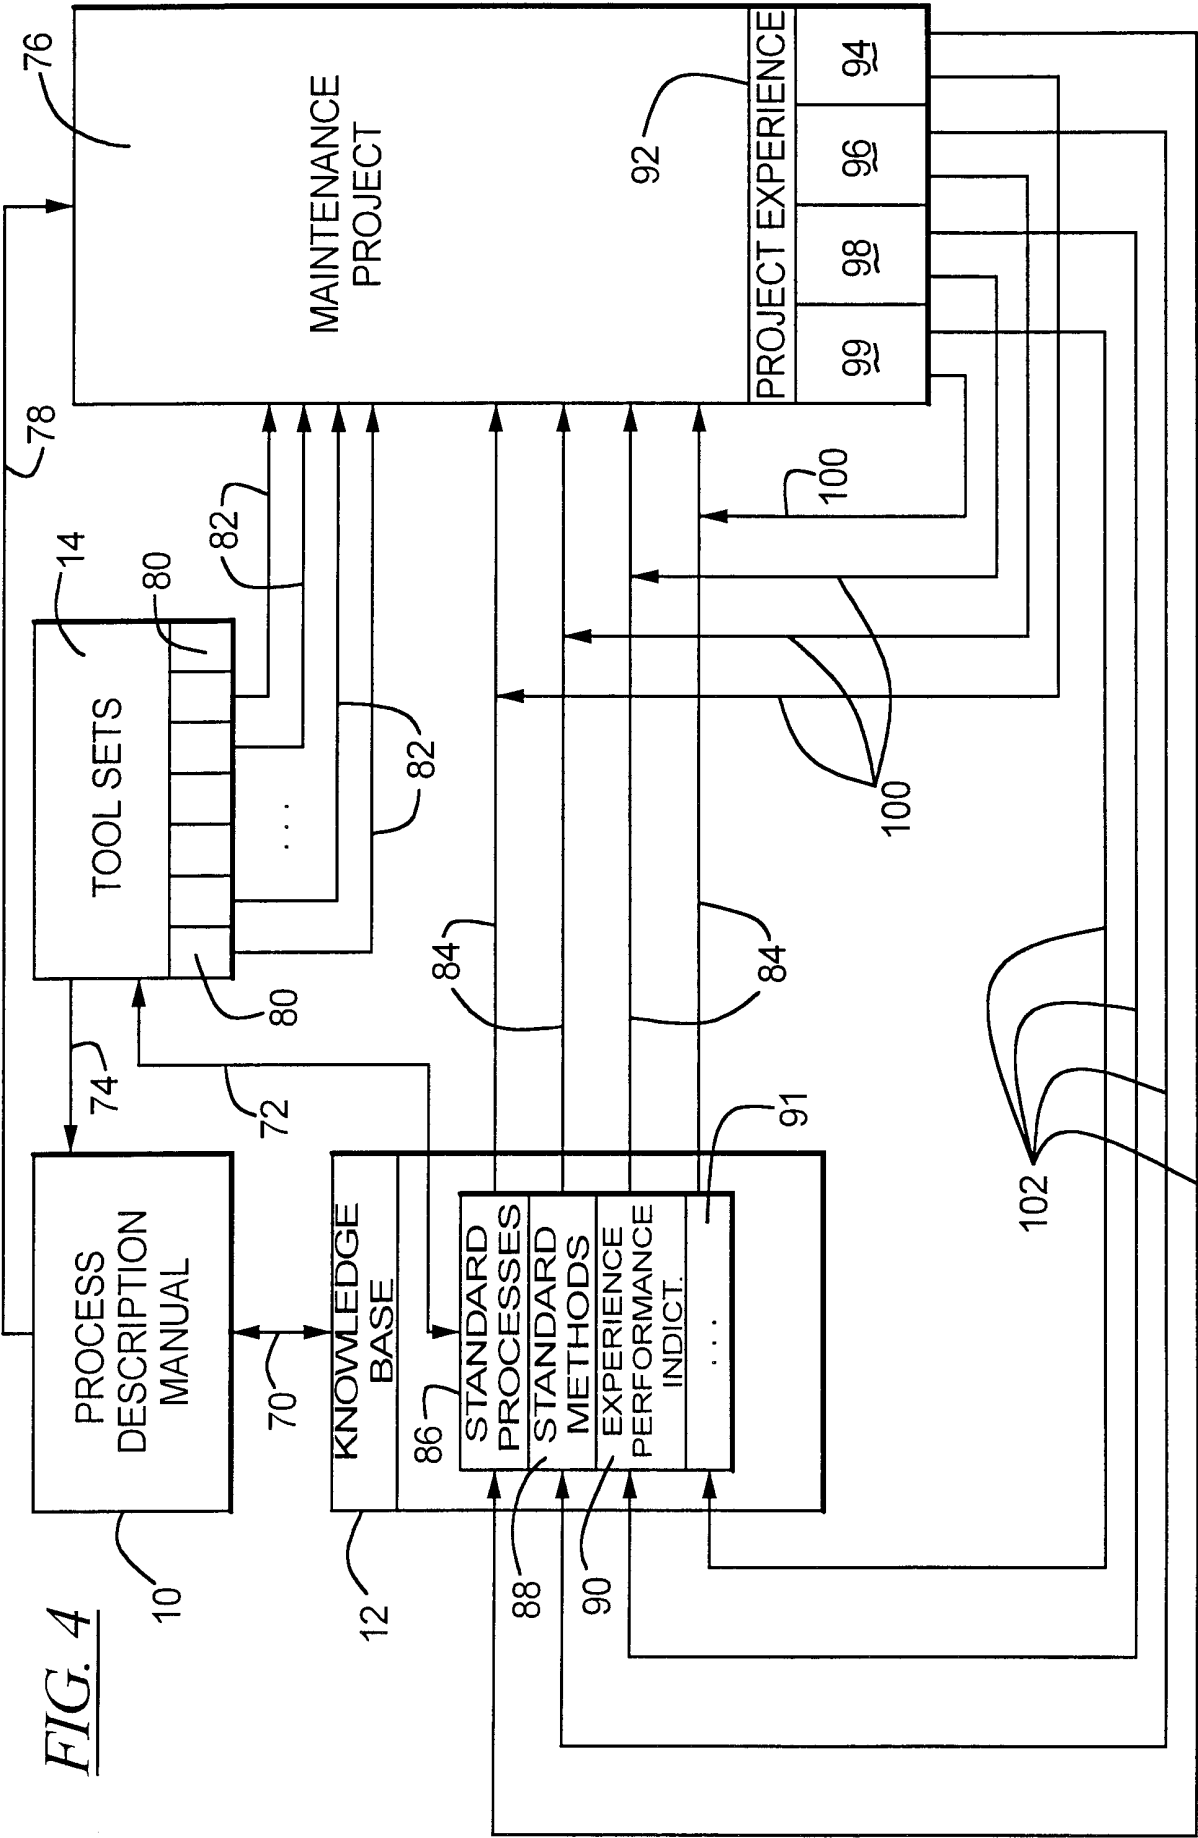 FIG. 4
10
PROCESS
DESCRIPTION
MANUAL
74
TOOL SETS
14
80
80
. . .
82
82
78
76
MAINTENANCE
PROJECT
92
PROJECT EXPERIENCE
99
98
96
94
70
72
12
KNOWLEDGE
BASE
86
STANDARD
PROCESSES
88
STANDARD
METHODS
90
EXPERIENCE
PERFORMANCE
INDICT.
. . .
91
84
84
100
100
102